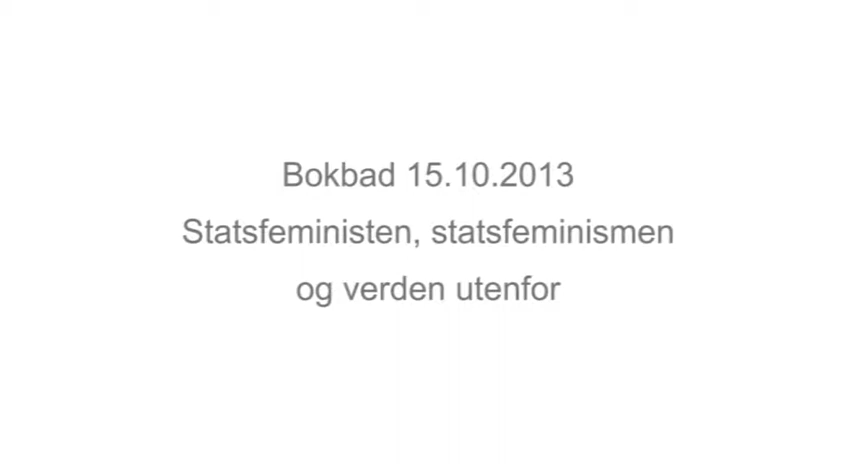 Bokbad 15.10.2013
Statsfeministen, statsfeminismen
og verden utenfor